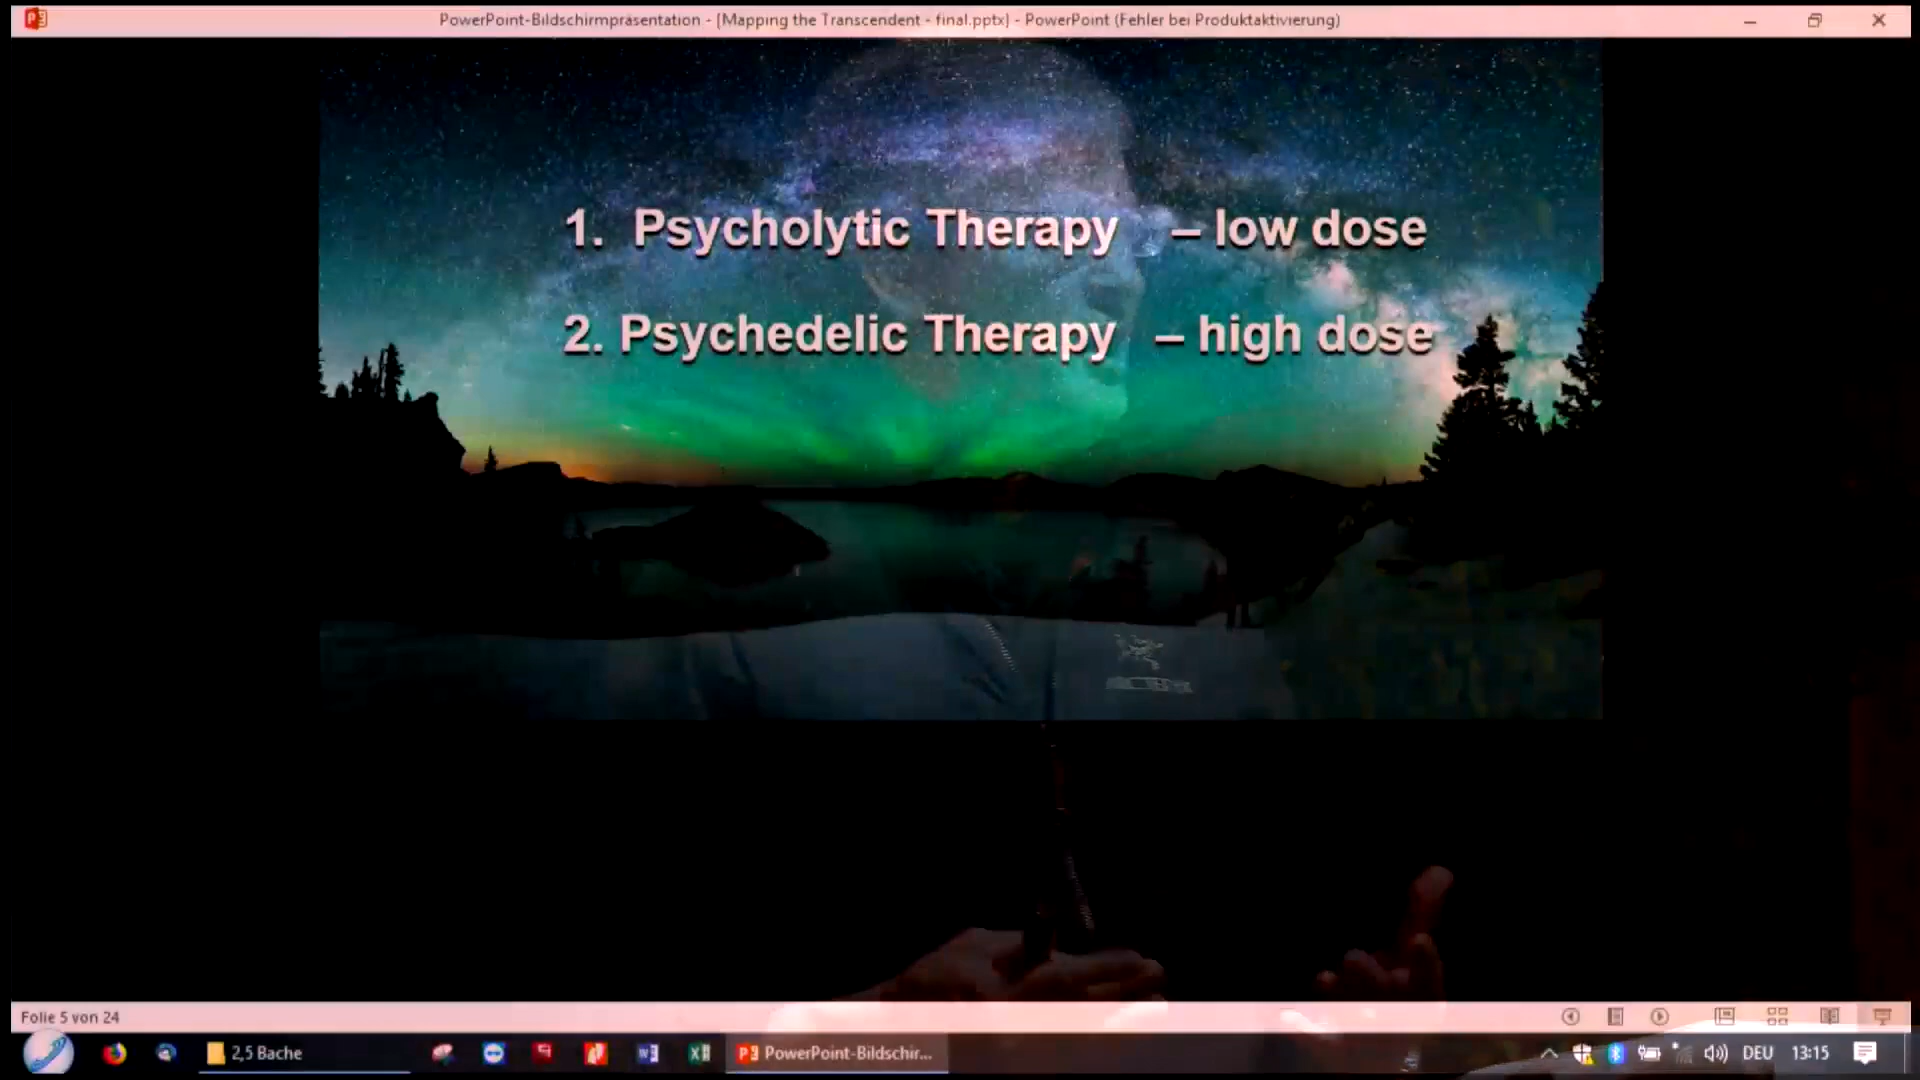 PowerPoint-Bildschirmpräsentation - [Mapping the Transcendent - final.pptx] - PowerPoint (Fehler bei Produktaktivierung)
1. Psycholytic Therapy – low dose
2. Psychedelic Therapy – high dose
Folie 5 von 24
2,5 Bache
PowerPoint-Bildschir...
DEU
13:15